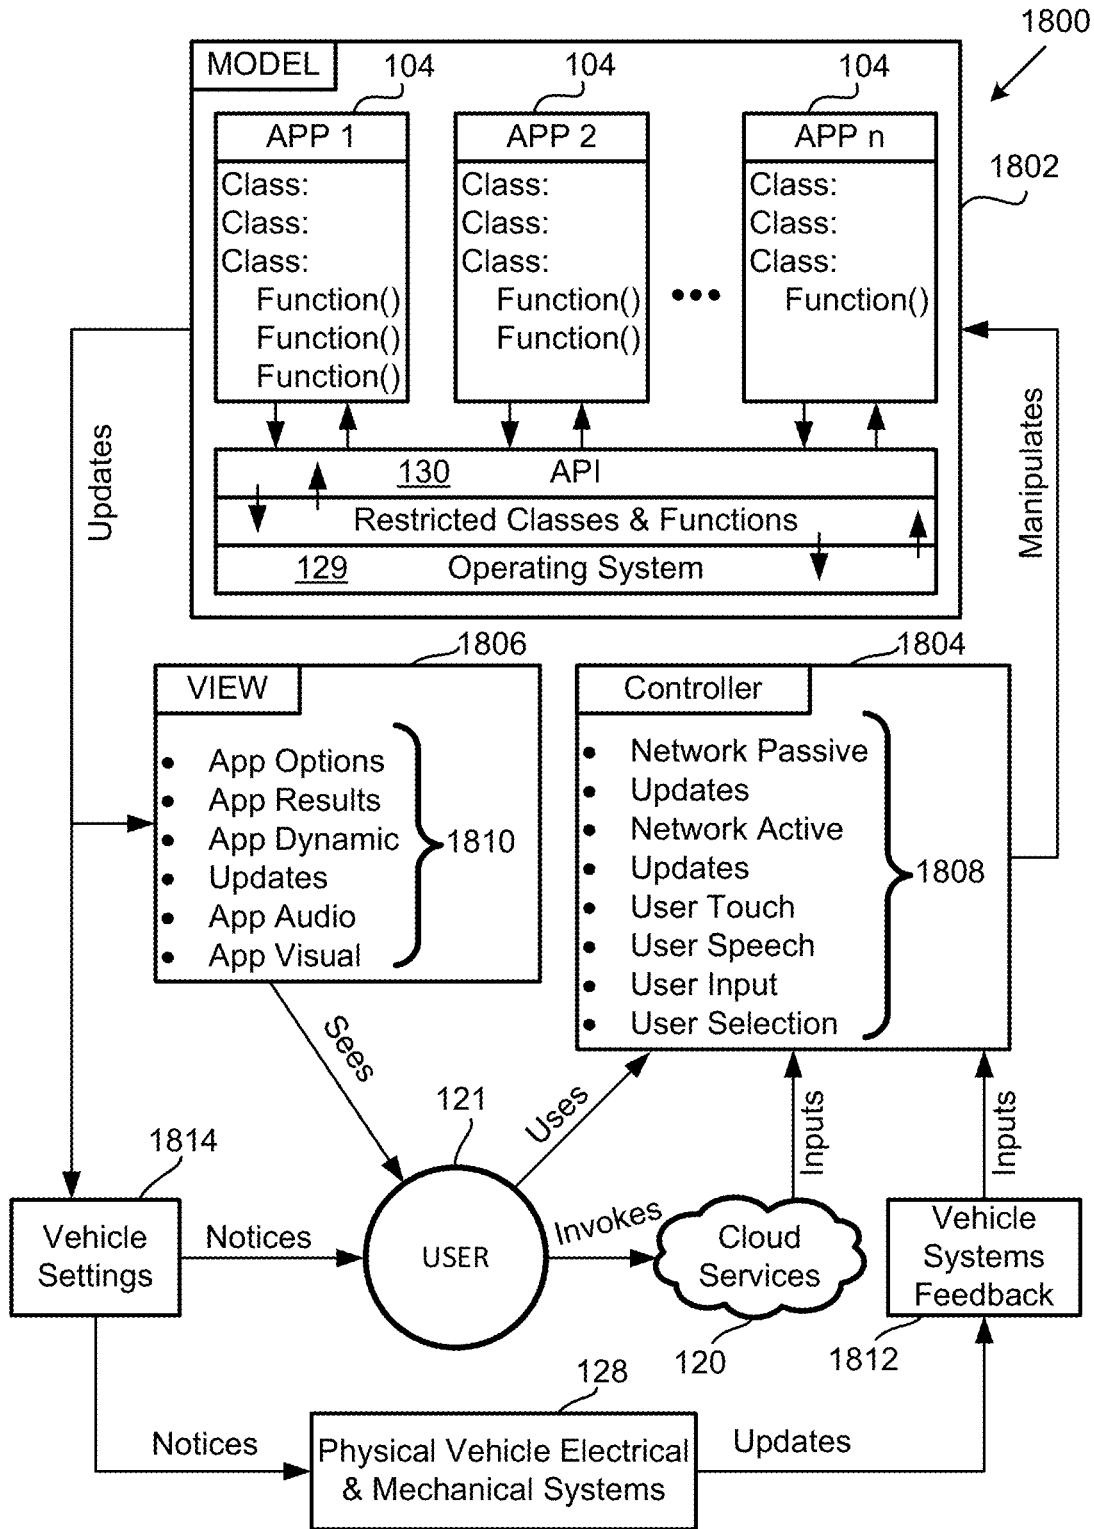 1800
MODEL
104
104
104
1802
APP 1
Class:
Class:
Class:
Function()
Function()
Function()
APP 2
Class:
Class:
Class:
Function()
Function()
•••
APP n
Class:
Class:
Class:
Function()
130 API
Restricted Classes & Functions
129 Operating System
Updates
Manipulates
1806
VIEW
• App Options
• App Results
• App Dynamic
• Updates
• App Audio
• App Visual
1810
1804
Controller
• Network Passive
• Updates
• Network Active
• Updates
• User Touch
• User Speech
• User Input
• User Selection
1808
Sees
Uses
Inputs
Inputs
121
USER
1814
Vehicle
Settings
Notices
Invokes
Cloud
Services
120
Vehicle
Systems
Feedback
1812
128
Notices
Physical Vehicle Electrical
& Mechanical Systems
Updates